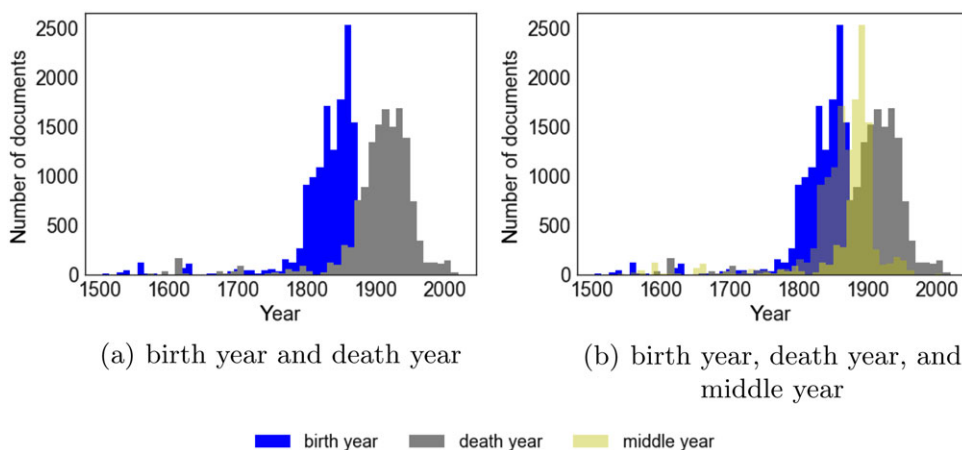 2500
2000
1500
1000
500
0
Number of documents
1500 1600 1700 1800 1900 2000
Year
(a) birth year and death year
2500
2000
1500
1000
500
0
Number of documents
1500 1600 1700 1800 1900 2000
Year
(b) birth year, death year, and
middle year
birth year death year middle year